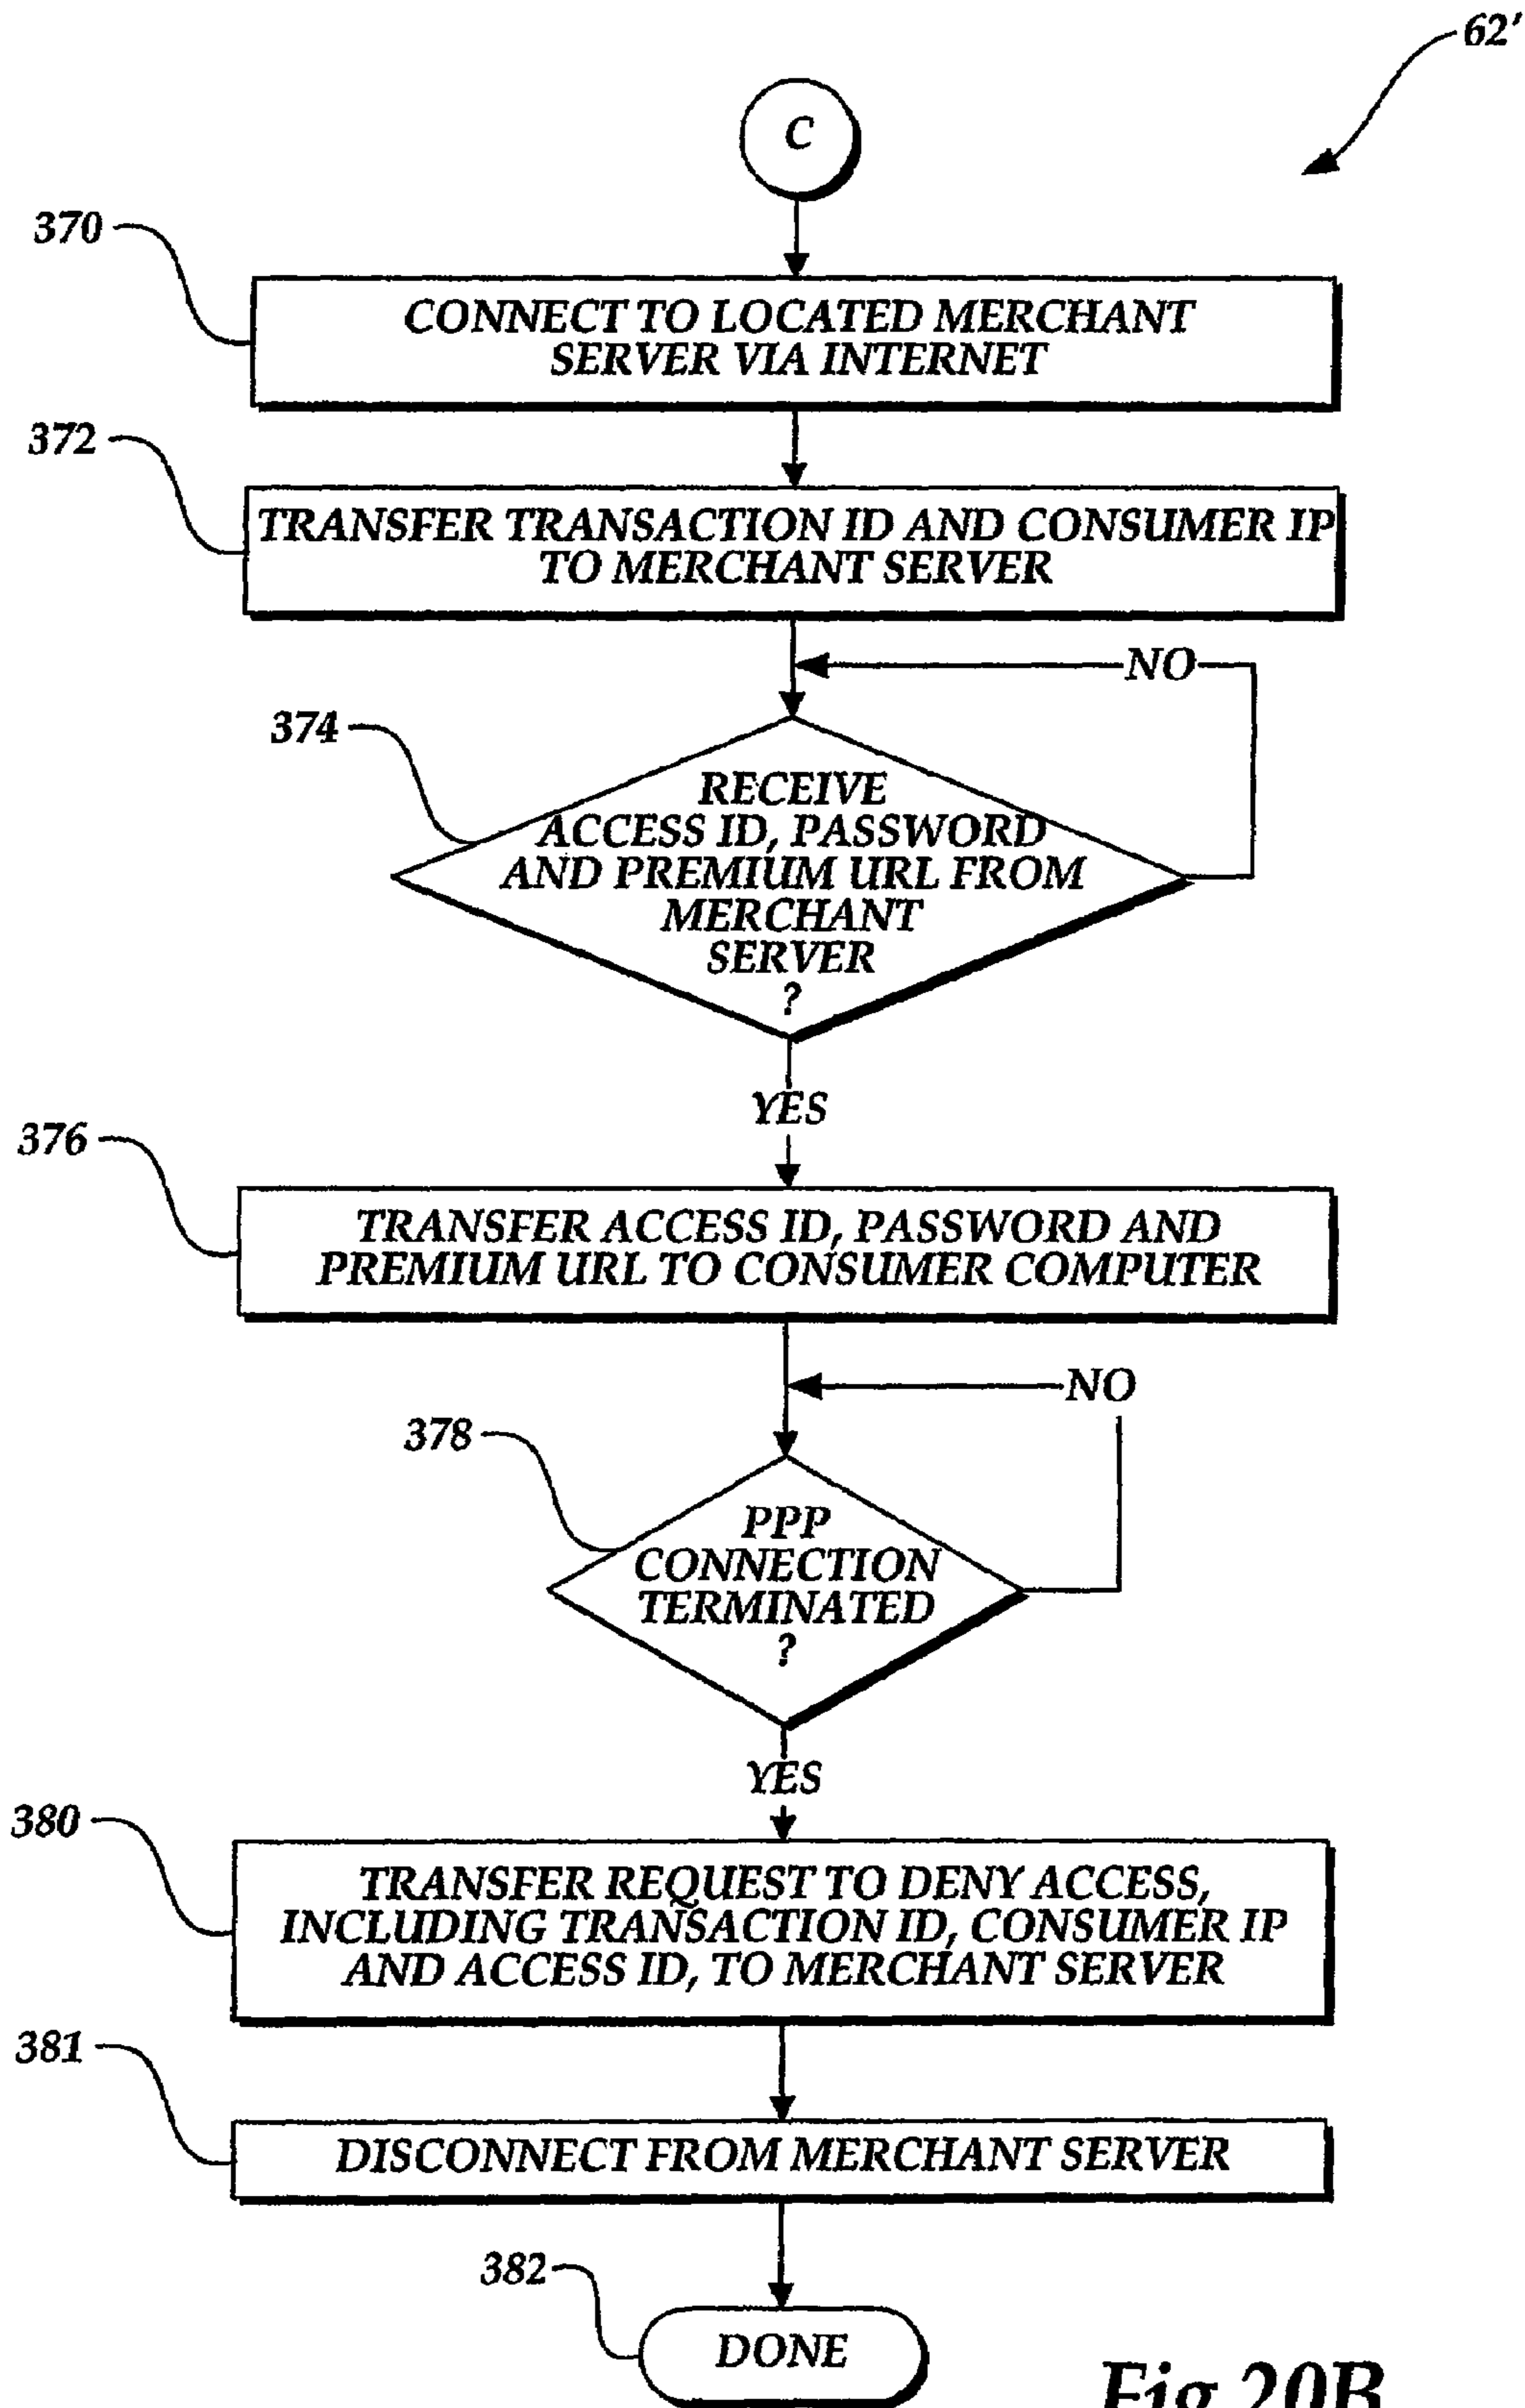 62'
C
370
CONNECT TO LOCATED MERCHANT
SERVER VIA INTERNET
372
TRANSFER TRANSACTION ID AND CONSUMER IP
TO MERCHANT SERVER
NO
374
RECEIVE
ACCESS ID, PASSWORD
AND PREMIUM URL FROM
MERCHANT
SERVER
?
YES
376
TRANSFER ACCESS ID, PASSWORD AND
PREMIUM URL TO CONSUMER COMPUTER
NO
378
PPP
CONNECTION
TERMINATED
?
YES
380
TRANSFER REQUEST TO DENY ACCESS,
INCLUDING TRANSACTION ID, CONSUMER IP
AND ACCESS ID, TO MERCHANT SERVER
381
DISCONNECT FROM MERCHANT SERVER
382
DONE
Fig. 20B